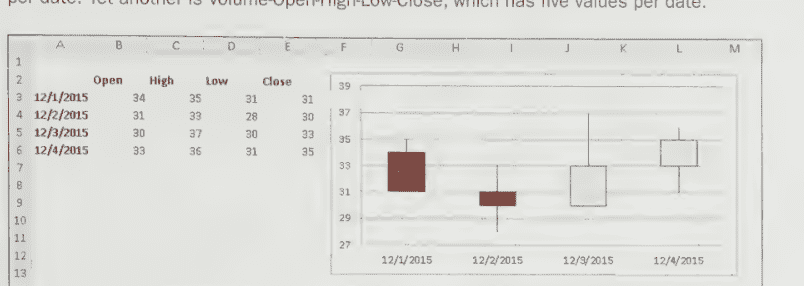 per date. Yet another is Volume-Open-High-Low-Close, which has five values per date.
A B C D E F G H I J K L M
1
2 Open High Low Close
3 12/1/2015 34 35 31 31
4 12/2/2015 31 33 28 30
5 12/3/2015 30 37 30 33
6 12/4/2015 33 36 31 35
7
8
9
10
11
12
13
39
37
35
33
31
29
27
12/1/2015 12/2/2015 12/3/2015 12/4/2015